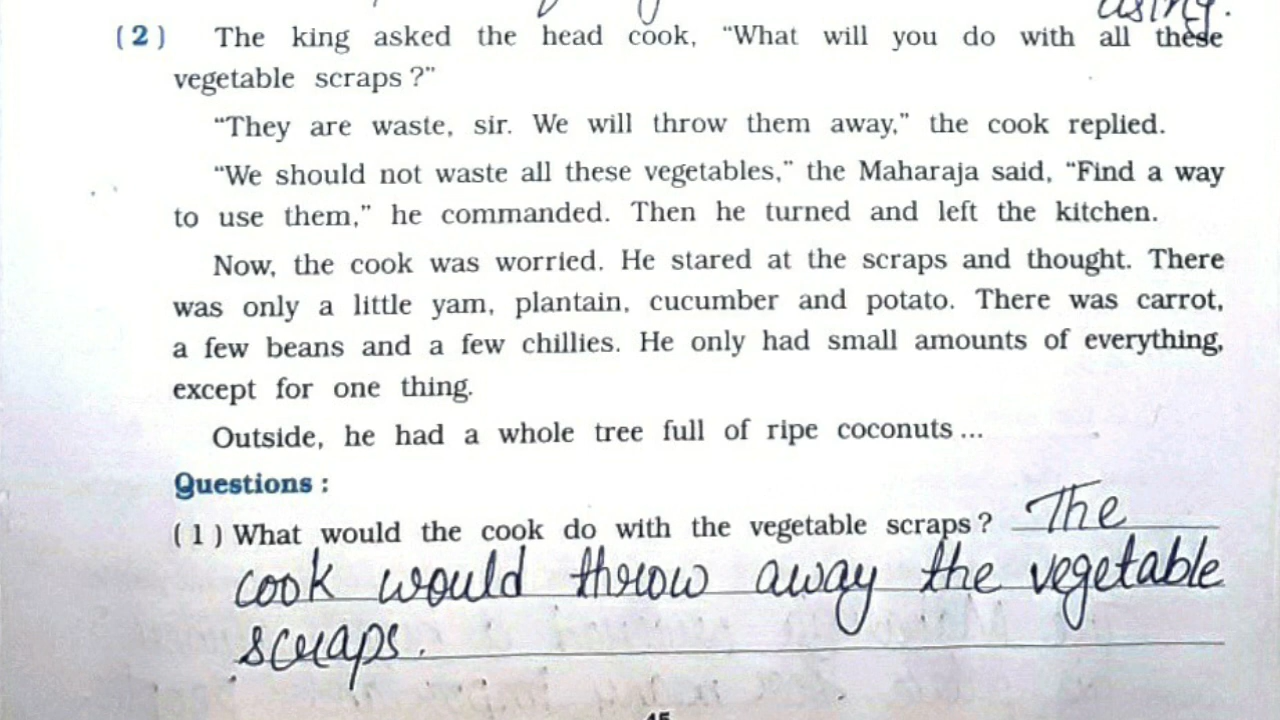 using.
(2) The king asked the head cook, “What will you do with all these
vegetable scraps ?”
“They are waste, sir. We will throw them away,” the cook replied.
“We should not waste all these vegetables,” the Maharaja said, “Find a way
to use them,” he commanded. Then he turned and left the kitchen.
Now, the cook was worried. He stared at the scraps and thought. There
was only a little yam, plantain, cucumber and potato. There was carrot,
a few beans and a few chillies. He only had small amounts of everything,
except for one thing.
Outside, he had a whole tree full of ripe coconuts ...
Questions :
(1) What would the cook do with the vegetable scraps? The
cook would throw away the vegetable
scraps.
45